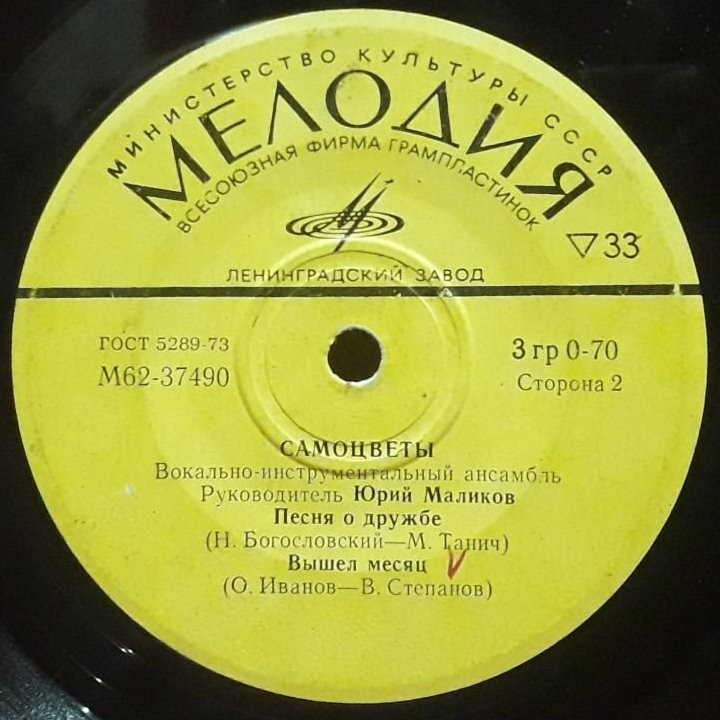 МИНИСТЕРСТВО КУЛЬТУРЫ СССР
МЕЛОДИЯ
ВСЕСОЮЗНАЯ ФИРМА ГРАМПЛАСТИНОК
▽33
ЛЕНИНГРАДСКИЙ ЗАВОД
ГОСТ 5289-73
М62-37490
3 гр 0-70
Сторона 2
САМОЦВЕТЫ
Вокально-инструментальный ансамбль
Руководитель Юрий Маликов
Песня о дружбе
(Н. Богословский—М. Танич)
Вышел месяц
(О. Иванов—В. Степанов)